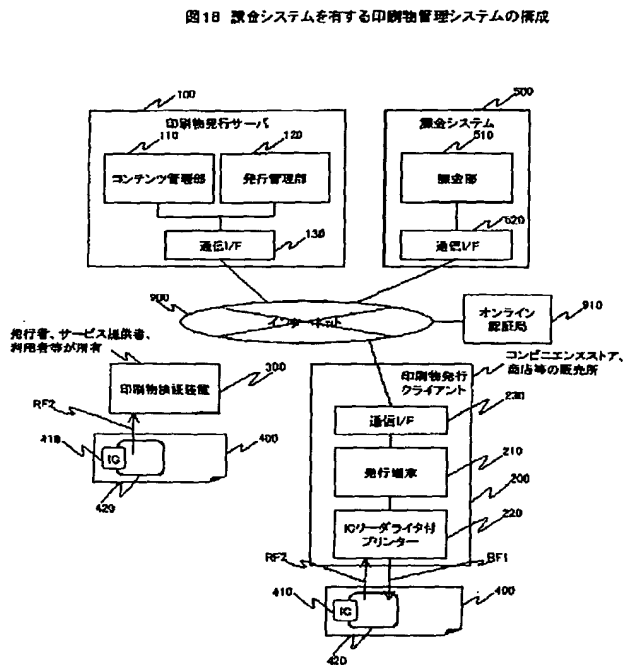 図18 課金システムを有する印刷物管理システムの構成
100
印刷物発行サーバ
110
120
コンテンツ管理部
発行管理部
130
通信I/F
500
課金システム
510
課金部
520
通信I/F
900
インターネット
オンライン
認証局
910
発行者、サービス提供者、
利用者等が所有
300
印刷物検証装置
RF2
410
IC
400
420
コンビニエンスストア、
商店等の販売所
印刷物発行
クライアント
230
通信I/F
210
発行端末
200
220
ICリーダライタ付
プリンター
RF2
RF1
410
IC
400
420